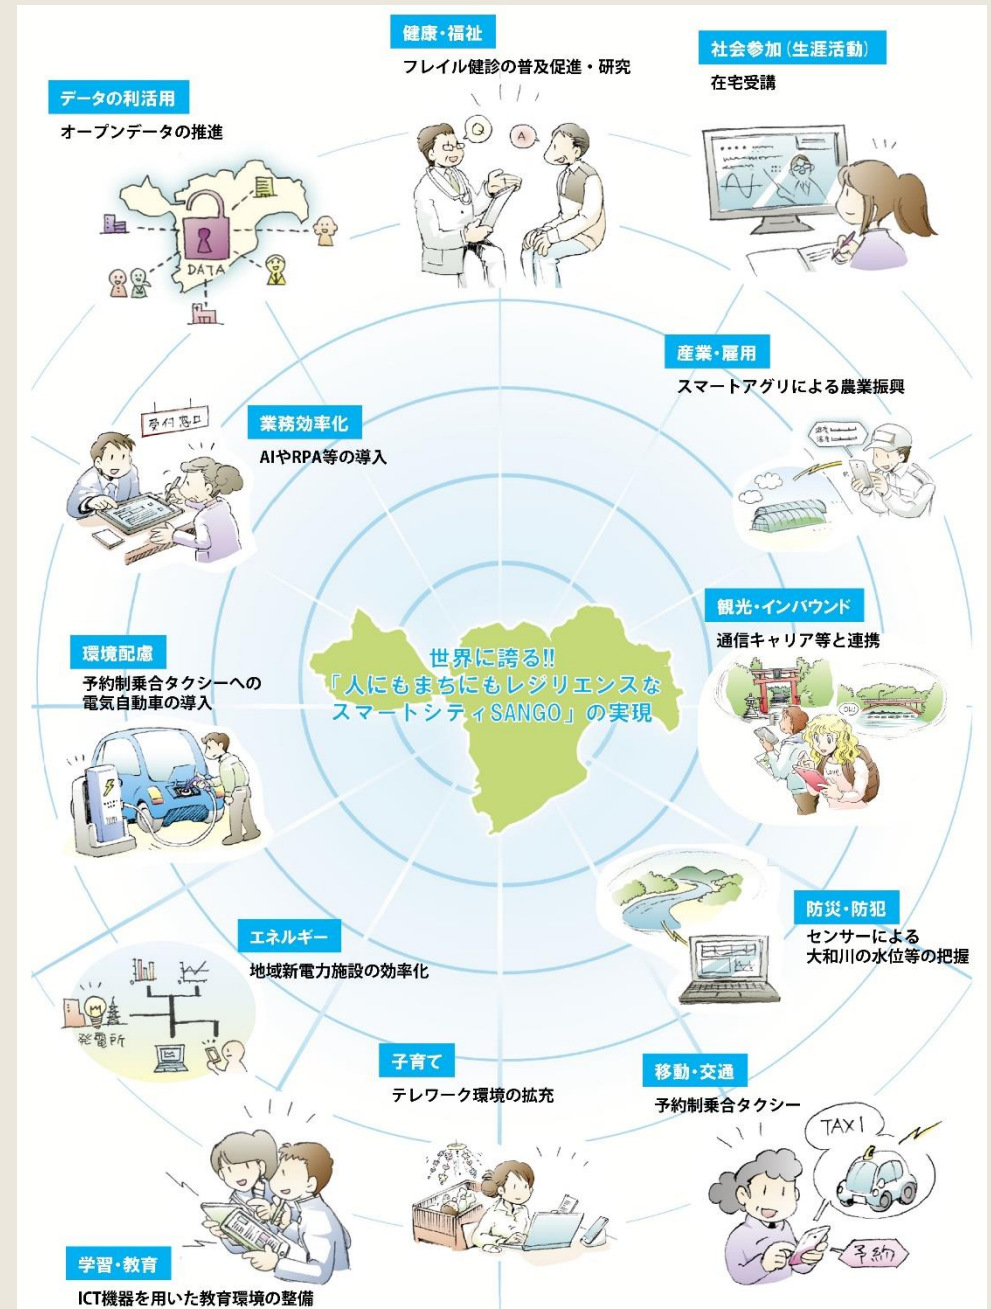 健康・福祉
フレイル健診の普及促進・研究
Q
A
社会参加(生涯活動)
在宅受講
データの利活用
オープンデータの推進
DATA
産業・雇用
スマートアグリによる農業振興
業務効率化
AIやRPA等の導入
受付窓口
観光・インバウンド
通信キャリア等と連携
環境配慮
予約制乗合タクシーへの
電気自動車の導入
世界に誇る!!
「人にもまちにもレジリエンスな
スマートシティSANGO」の実現
防災・防犯
センサーによる
大和川の水位等の把握
エネルギー
地域新電力施設の効率化
発電所
子育て
テレワーク環境の拡充
移動・交通
予約制乗合タクシー
TAXI
予約
学習・教育
ICT機器を用いた教育環境の整備